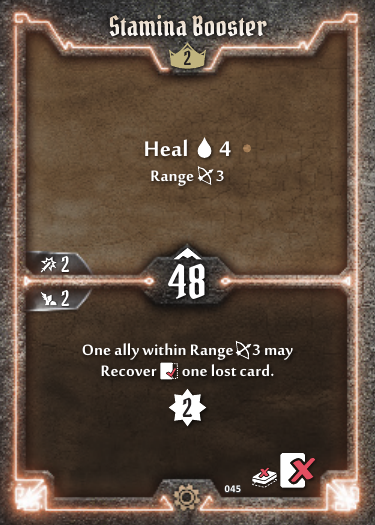 Stamina Booster
2
Heal 4
Range 3
2
48
2
One ally within Range 3 may
Recover one lost card.
2
045